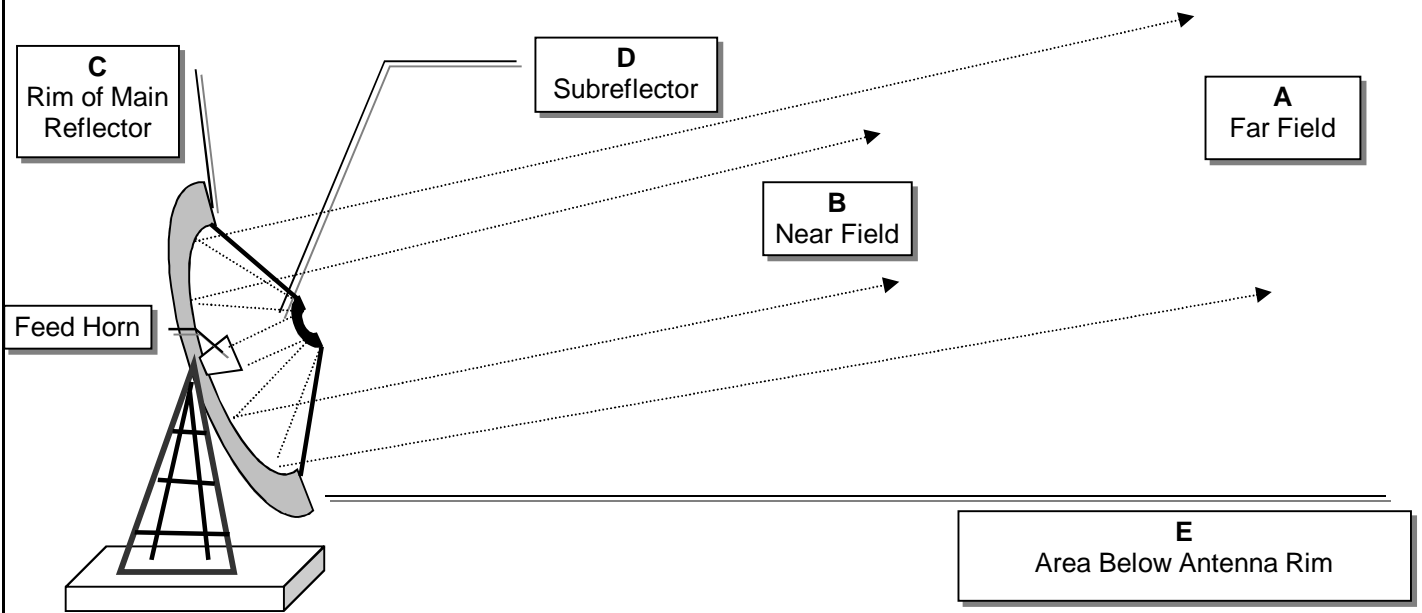 C
Rim of Main
Reflector
D
Subreflector
A
Far Field
B
Near Field
Feed Horn
E
Area Below Antenna Rim